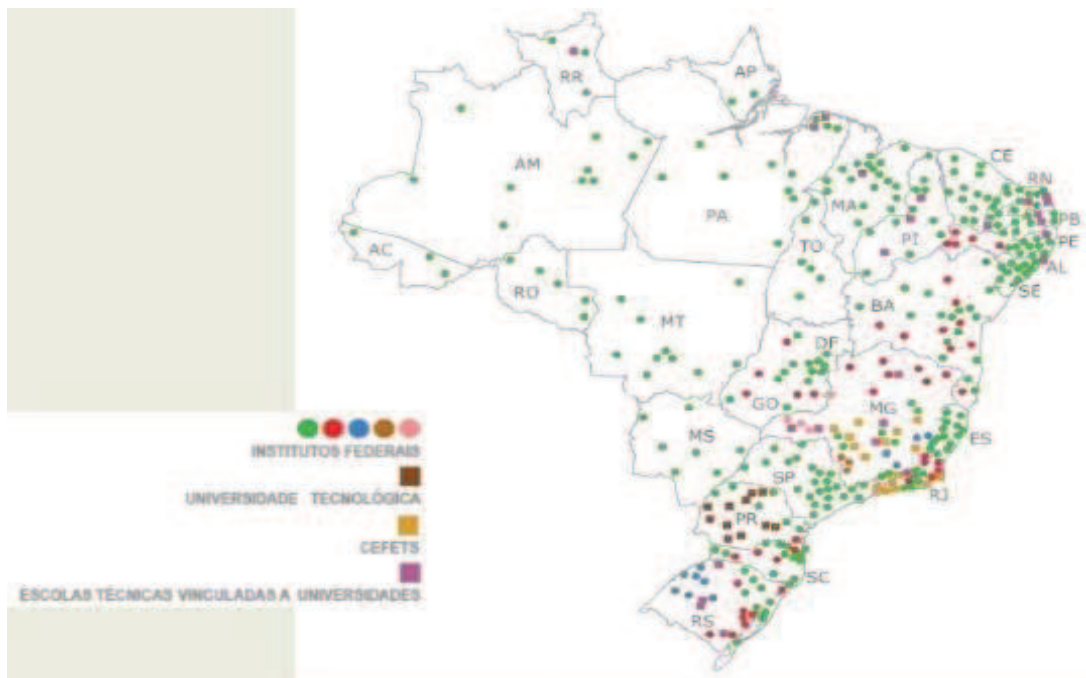 RR
AP
AM
PA
MA
CE
RN
PB
PE
AL
SE
PI
TO
AC
RO
BA
MT
DF
GO
MG
ES
MS
SP
RJ
PR
SC
RS
INSTITUTOS FEDERAIS
UNIVERSIDADE TECNOLÓGICA
CEFETS
ESCOLAS TÉCNICAS VINCULADAS A UNIVERSIDADES